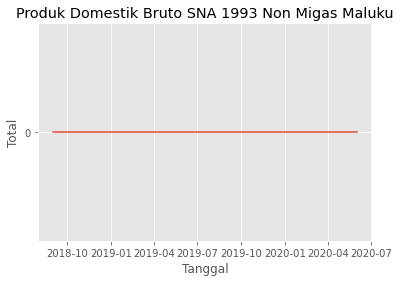 Produk Domestik Bruto SNA 1993 Non Migas Maluku
Total
0
2018-10 2019-01 2019-04 2019-07 2019-10 2020-01 2020-04 2020-07
Tanggal